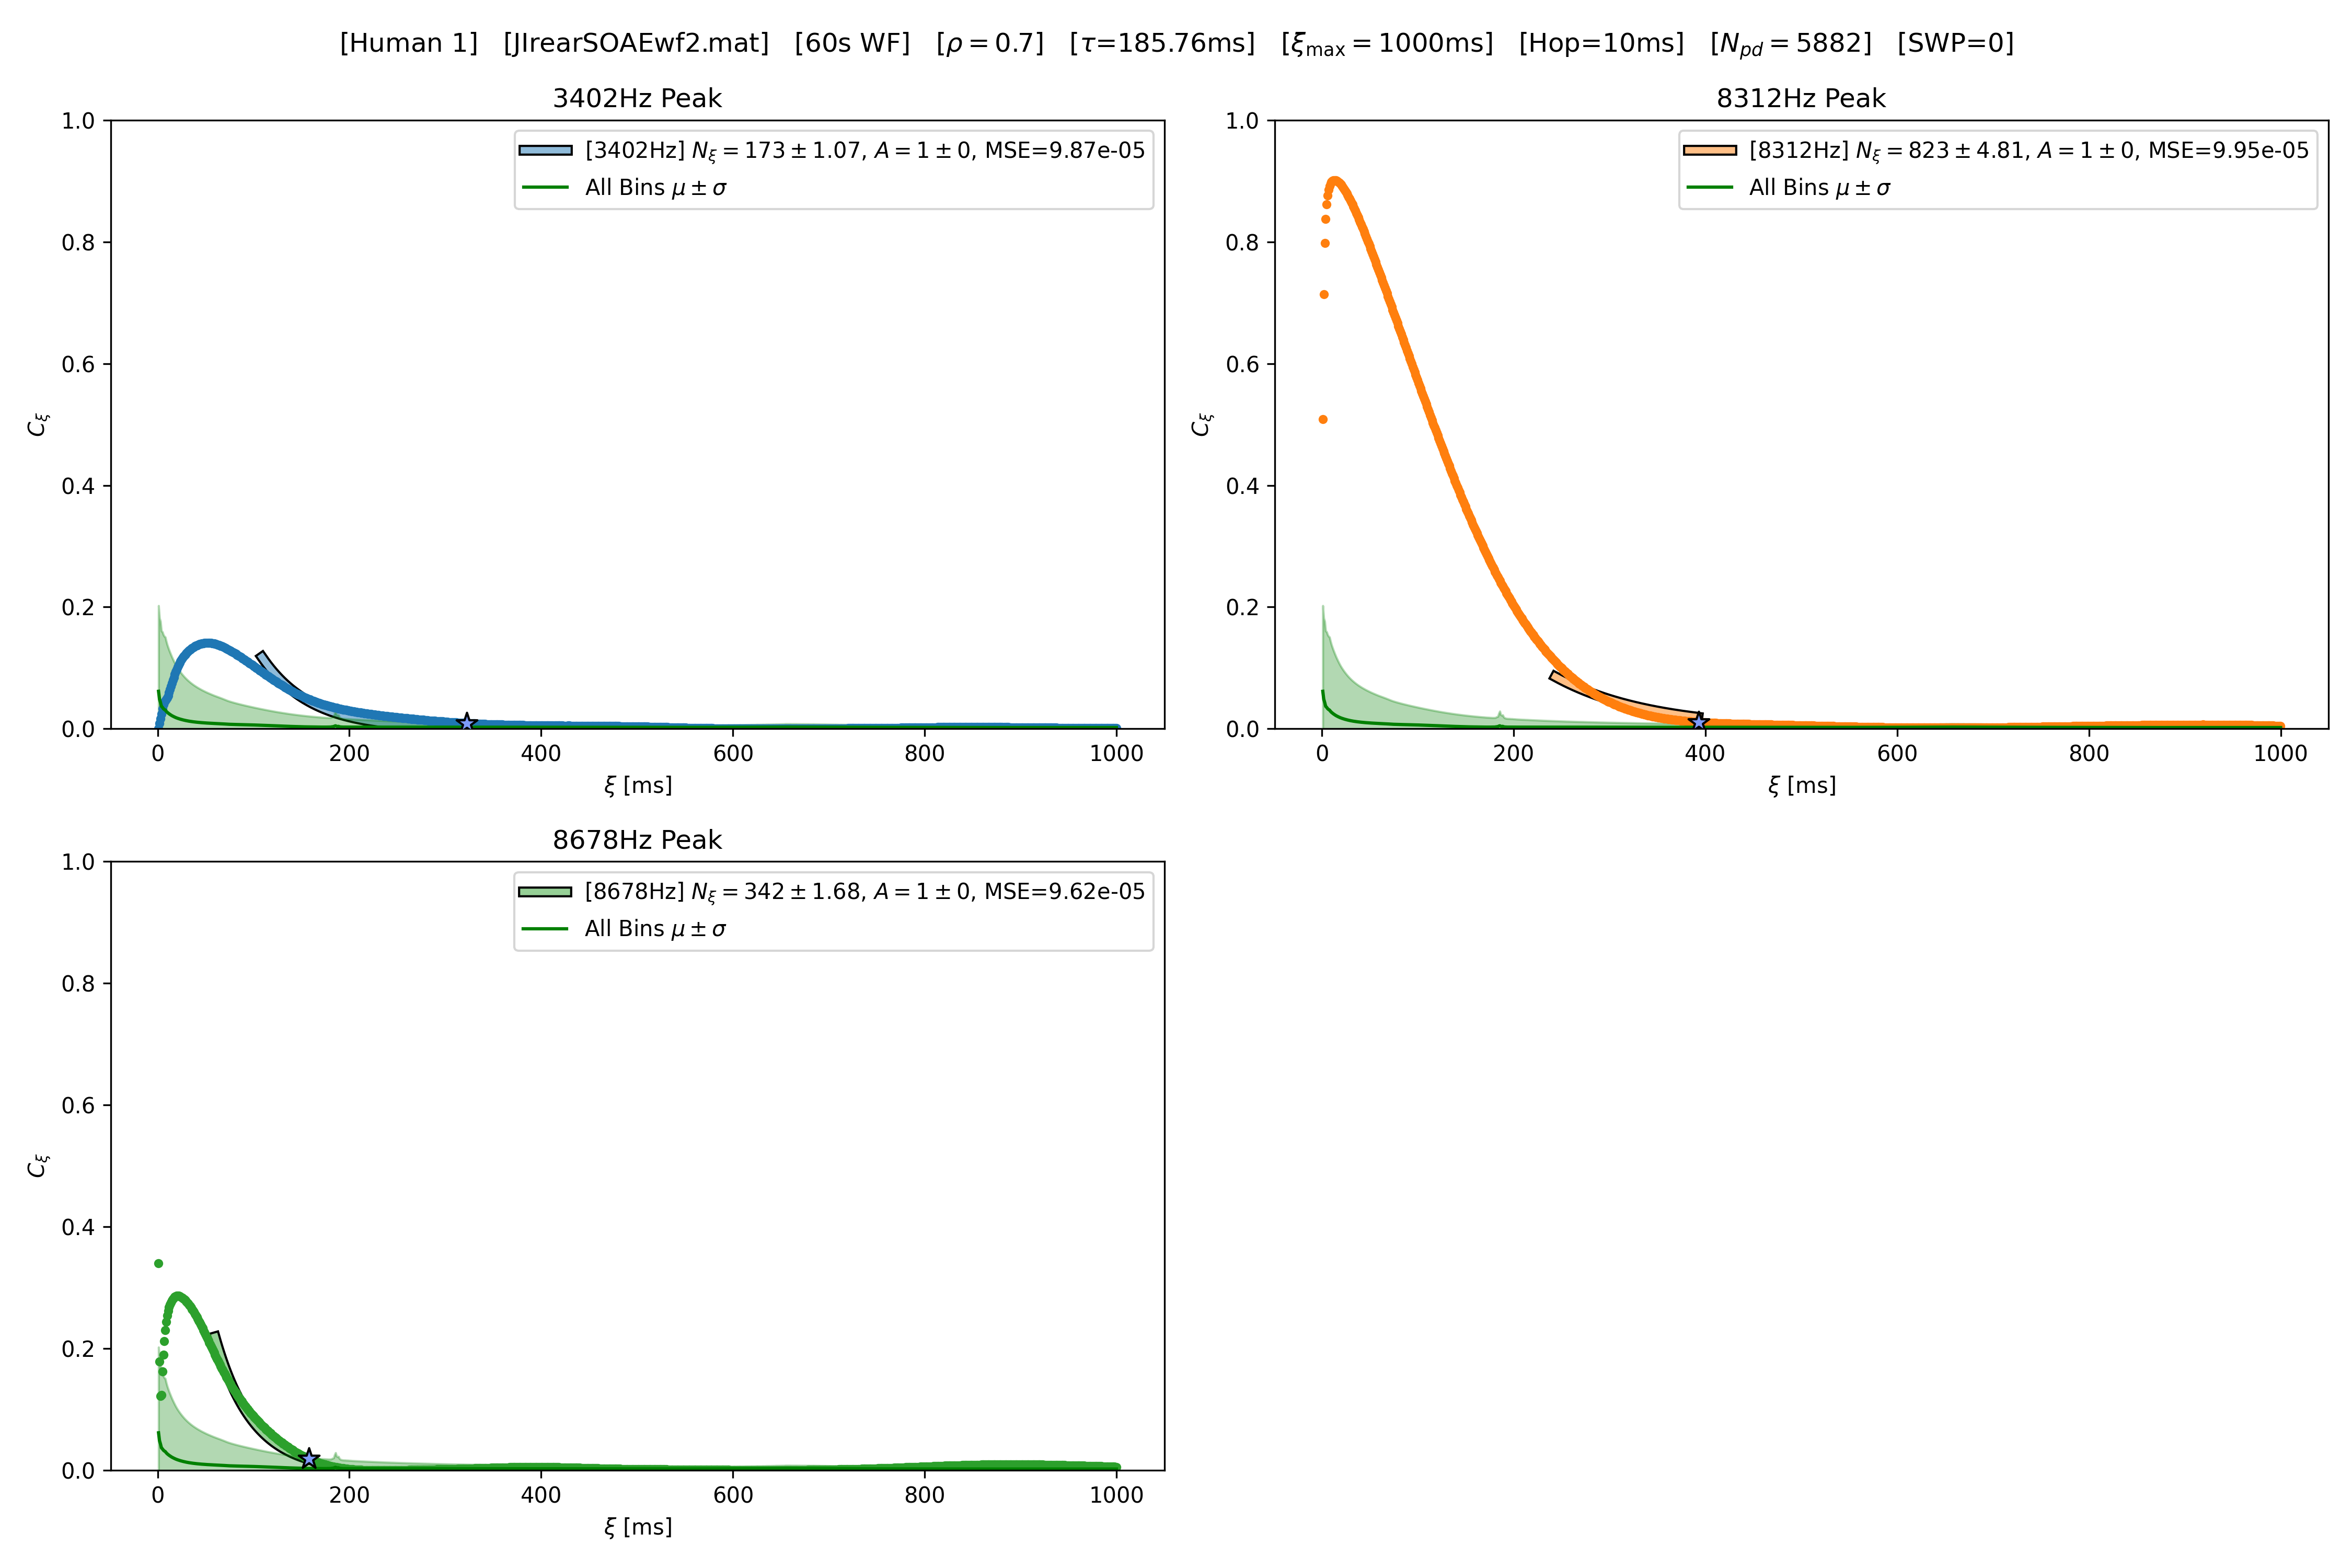 [Human 1] [JIrearSOAEwf2.mat] [60s WF] [ρ = 0.7] [τ=185.76ms] [ξmax = 1000ms] [Hop=10ms] [Npd = 5882] [SWP=0]
3402Hz Peak
1.0
0.8
0.6
0.4
0.2
0.0
Cξ
[3402Hz] Nξ = 173 ± 1.07, A = 1 ± 0, MSE=9.87e-05
All Bins μ ± σ
0 200 400 600 800 1000
ξ [ms]
8312Hz Peak
1.0
0.8
0.6
0.4
0.2
0.0
Cξ
[8312Hz] Nξ = 823 ± 4.81, A = 1 ± 0, MSE=9.95e-05
All Bins μ ± σ
0 200 400 600 800 1000
ξ [ms]
8678Hz Peak
1.0
0.8
0.6
0.4
0.2
0.0
Cξ
[8678Hz] Nξ = 342 ± 1.68, A = 1 ± 0, MSE=9.62e-05
All Bins μ ± σ
0 200 400 600 800 1000
ξ [ms]